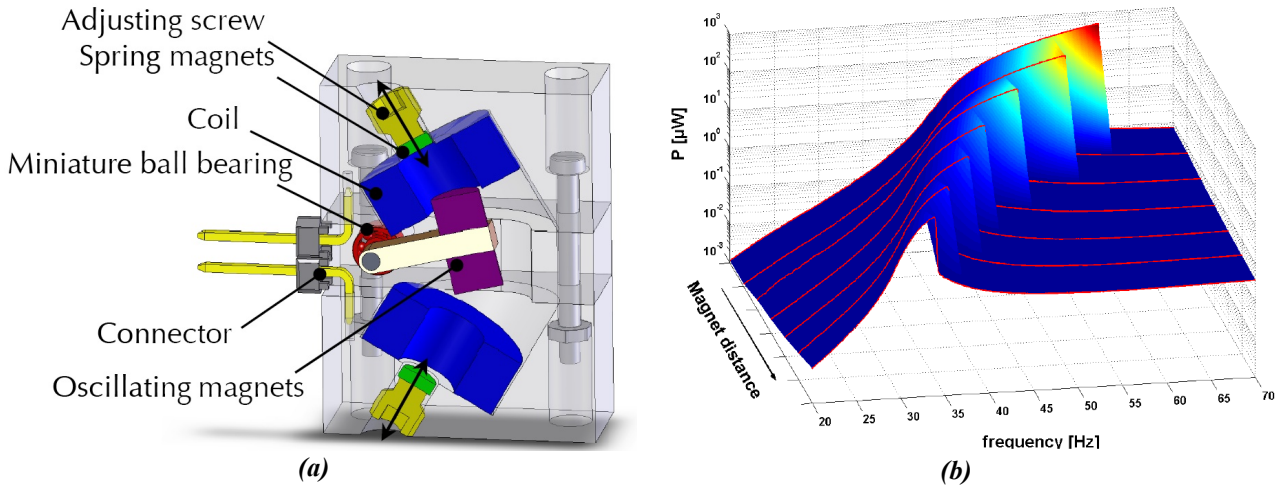 Adjusting screw
Spring magnets
Coil
Miniature ball bearing
Connector
Oscillating magnets
(a)
P [µW]
10³
10²
10¹
10⁰
10⁻¹
10⁻²
10⁻³
Magnet distance
20 25 30 35 40 45 50 55 60 65 70
frequency [Hz]
(b)